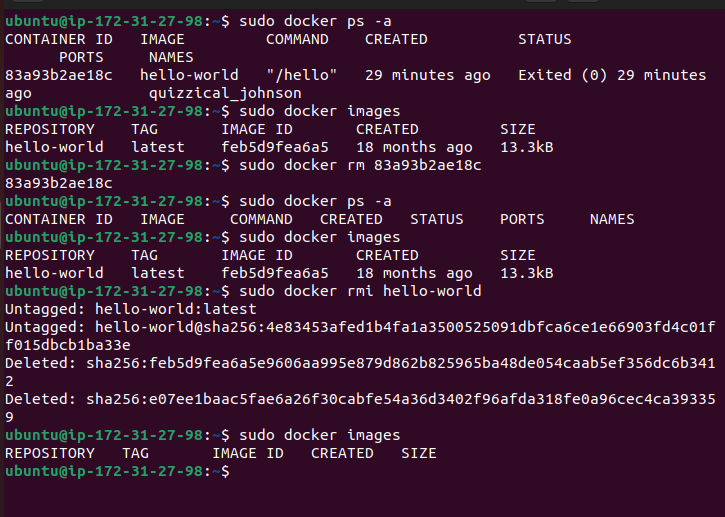 ubuntu@ip-172-31-27-98:~$ sudo docker ps -a
CONTAINER ID   IMAGE         COMMAND    CREATED          STATUS
      PORTS     NAMES
83a93b2ae18c   hello-world   "/hello"   29 minutes ago   Exited (0) 29 minutes
ago             quizzical_johnson
ubuntu@ip-172-31-27-98:~$ sudo docker images
REPOSITORY    TAG       IMAGE ID       CREATED         SIZE
hello-world   latest    feb5d9fea6a5   18 months ago   13.3kB
ubuntu@ip-172-31-27-98:~$ sudo docker rm 83a93b2ae18c
83a93b2ae18c
ubuntu@ip-172-31-27-98:~$ sudo docker ps -a
CONTAINER ID   IMAGE     COMMAND   CREATED   STATUS    PORTS     NAMES
ubuntu@ip-172-31-27-98:~$ sudo docker images
REPOSITORY    TAG       IMAGE ID       CREATED         SIZE
hello-world   latest    feb5d9fea6a5   18 months ago   13.3kB
ubuntu@ip-172-31-27-98:~$ sudo docker rmi hello-world
Untagged: hello-world:latest
Untagged: hello-world@sha256:4e83453afed1b4fa1a3500525091dbfca6ce1e66903fd4c01f
f015dbcb1ba33e
Deleted: sha256:feb5d9fea6a5e9606aa995e879d862b825965ba48de054caab5ef356dc6b341
2
Deleted: sha256:e07ee1baac5fae6a26f30cabfe54a36d3402f96afda318fe0a96cec4ca39335
9
ubuntu@ip-172-31-27-98:~$ sudo docker images
REPOSITORY   TAG       IMAGE ID   CREATED   SIZE
ubuntu@ip-172-31-27-98:~$